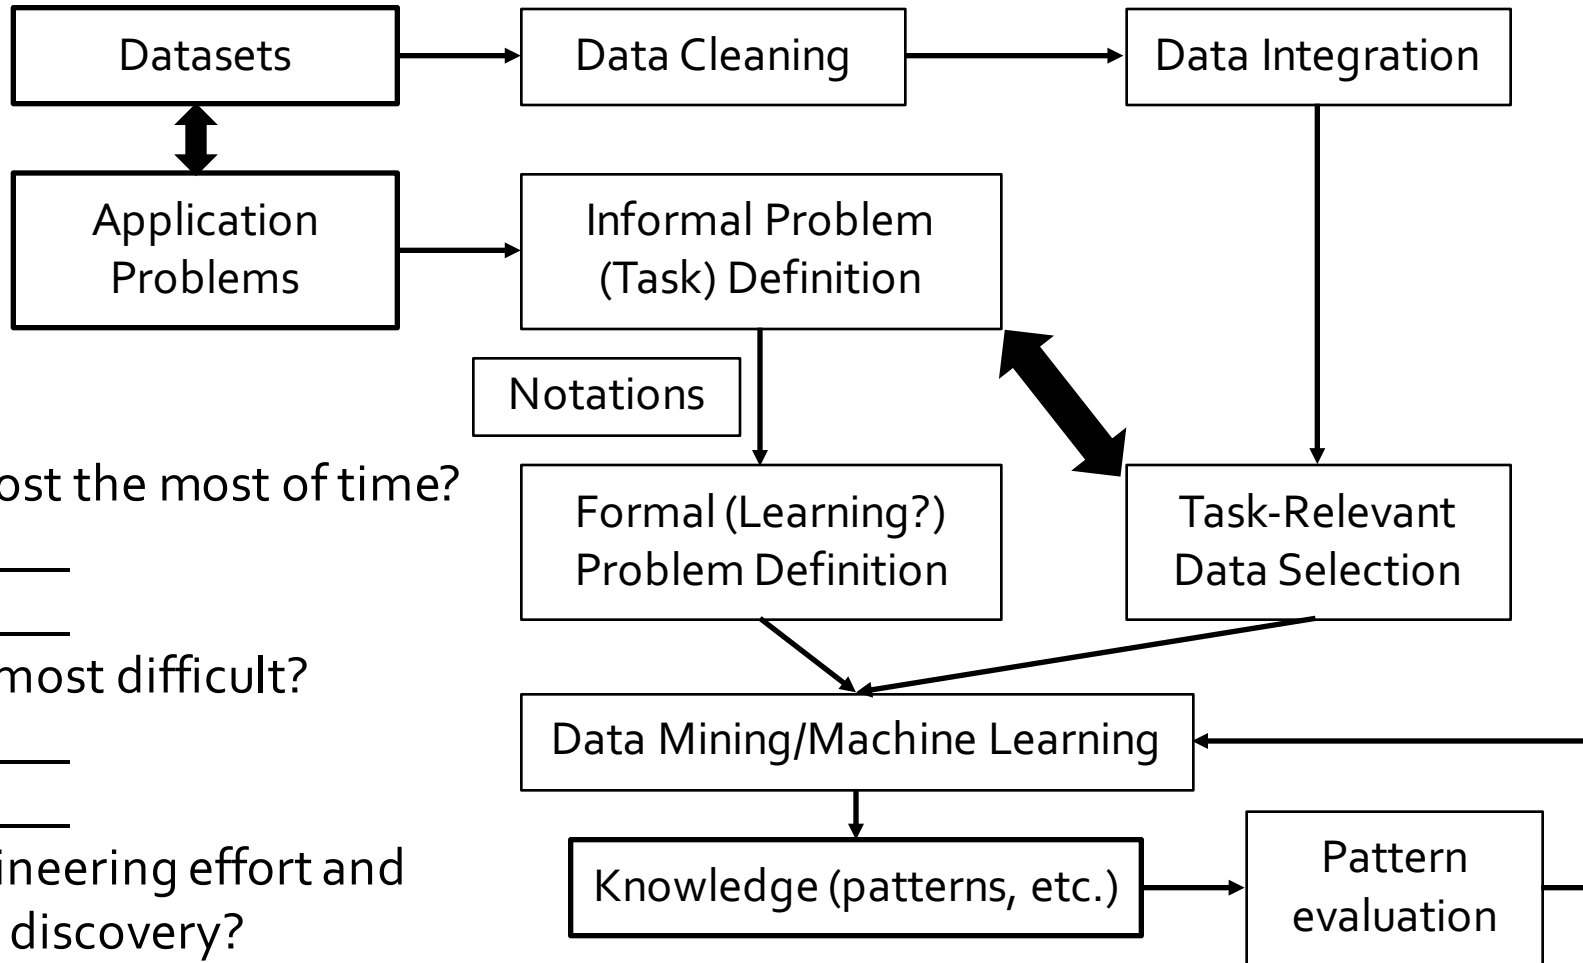 Datasets
Data Cleaning
Data Integration
Application
Problems
Informal Problem
(Task) Definition
Notations
ost the most of time?
Formal (Learning?)
Problem Definition
Task-Relevant
Data Selection
most difficult?
Data Mining/Machine Learning
ineering effort and
discovery?
Knowledge (patterns, etc.)
Pattern
evaluation